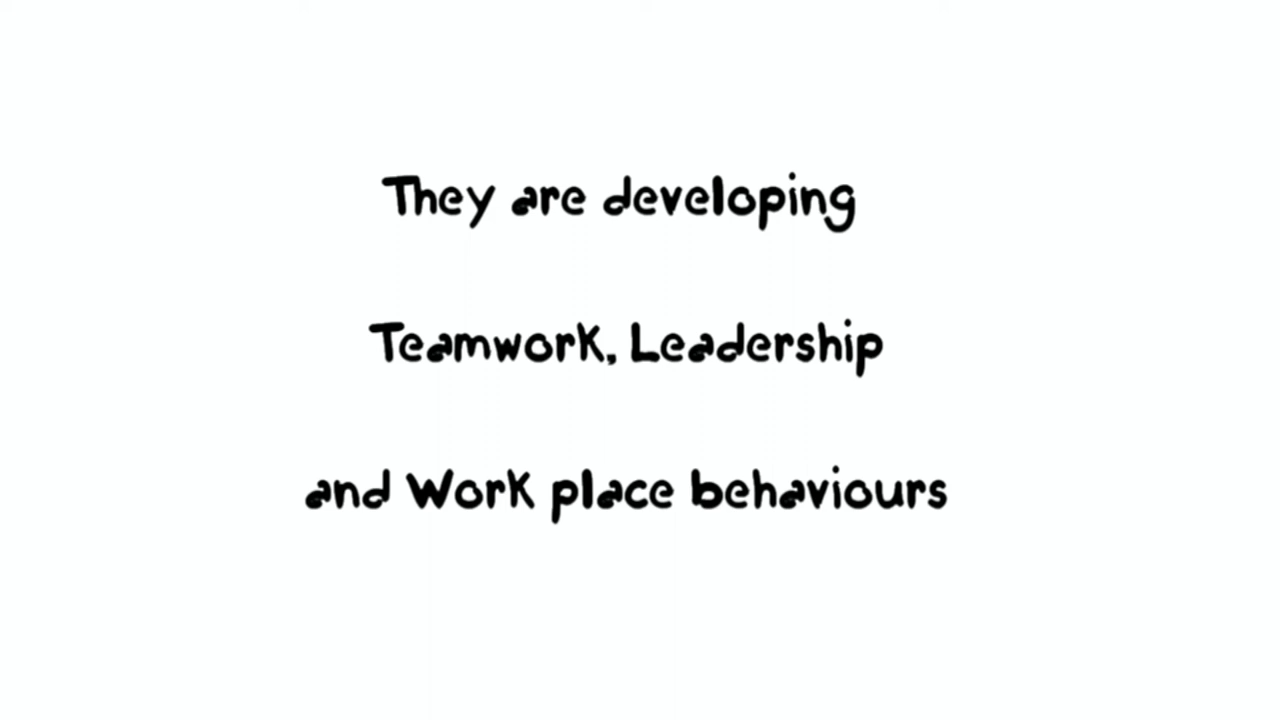 They are developing
Teamwork, Leadership
and Work place behaviours